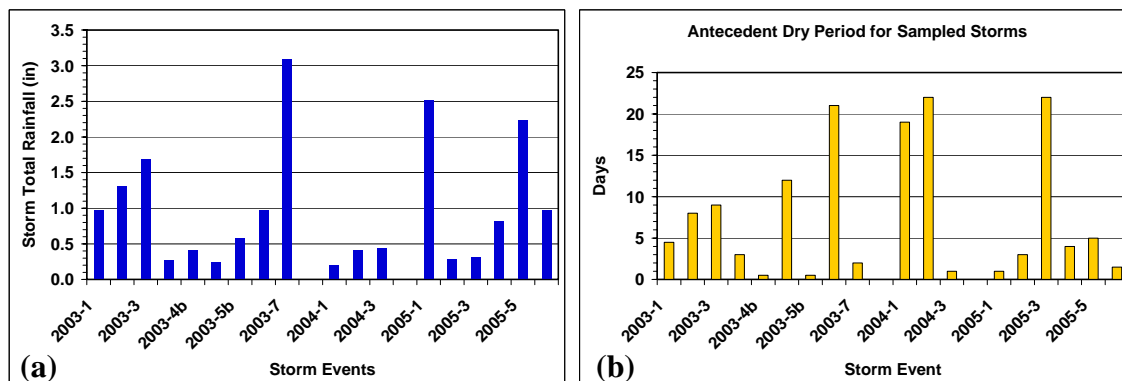 3.5
3.0
2.5
2.0
1.5
1.0
0.5
0.0
Storm Total Rainfall (in)
2003-1
2003-3
2003-4b
2003-5b
2003-7
2004-1
2004-3
2005-1
2005-3
2005-5
Storm Events
(a)
Antecedent Dry Period for Sampled Storms
25
20
15
10
5
0
Days
2003-1
2003-3
2003-4b
2003-5b
2003-7
2004-1
2004-3
2005-1
2005-3
2005-5
Storm Event
(b)